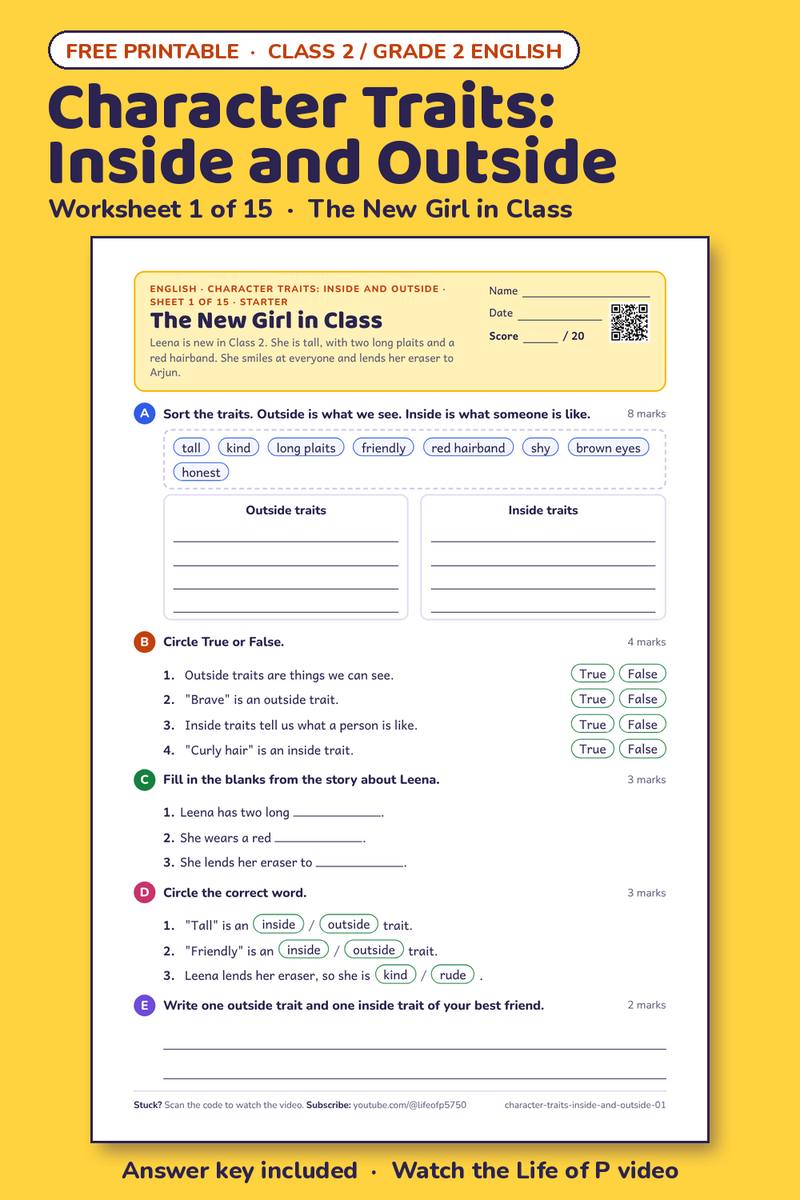 FREE PRINTABLE · CLASS 2 / GRADE 2 ENGLISH
Character Traits:
Inside and Outside
Worksheet 1 of 15 · The New Girl in Class
ENGLISH · CHARACTER TRAITS: INSIDE AND OUTSIDE ·
SHEET 1 OF 15 · STARTER
The New Girl in Class
Leena is new in Class 2. She is tall, with two long plaits and a
red hairband. She smiles at everyone and lends her eraser to
Arjun.
Name ____
Date ____
Score ____ / 20
A Sort the traits. Outside is what we see. Inside is what someone is like. 8 marks
tall kind long plaits friendly red hairband shy brown eyes
honest
Outside traits Inside traits
B Circle True or False. 4 marks
1. Outside traits are things we can see. True False
2. "Brave" is an outside trait. True False
3. Inside traits tell us what a person is like. True False
4. "Curly hair" is an inside trait. True False
C Fill in the blanks from the story about Leena. 3 marks
1. Leena has two long ____.
2. She wears a red ____.
3. She lends her eraser to ____.
D Circle the correct word. 3 marks
1. "Tall" is an inside / outside trait.
2. "Friendly" is an inside / outside trait.
3. Leena lends her eraser, so she is kind / rude .
E Write one outside trait and one inside trait of your best friend. 2 marks
Stuck? Scan the code to watch the video. Subscribe: youtube.com/@lifeofp5750 character-traits-inside-and-outside-01
Answer key included · Watch the Life of P video